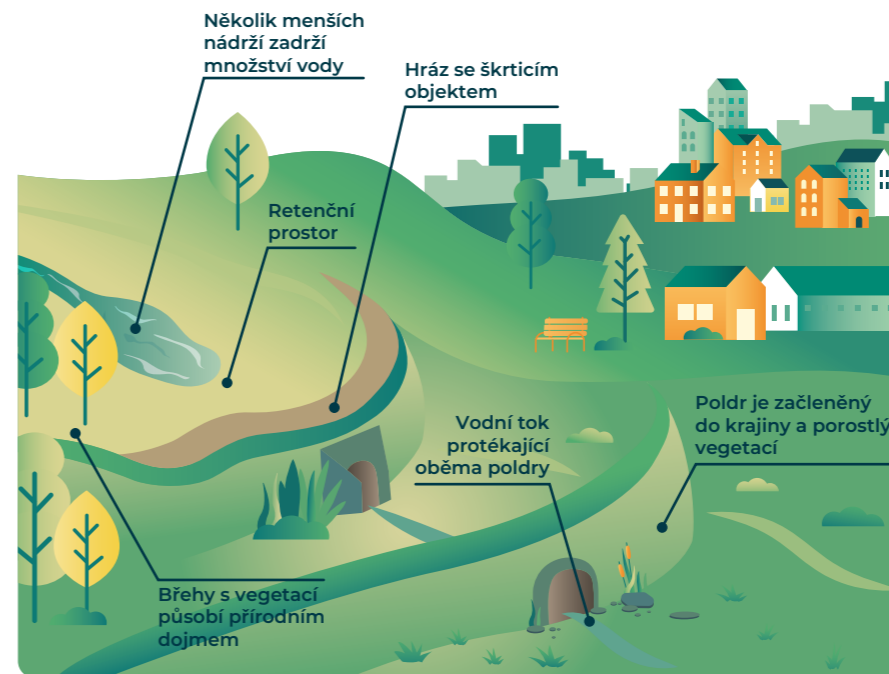 Několik menších
nádrží zadrží
množství vody
Hráz se škrticím
objektem
Retenční
prostor
Vodní tok
protékající
oběma poldry
Poldr je začleněný
do krajiny a porostlý
vegetací
Břehy s vegetací
působí přírodním
dojmem